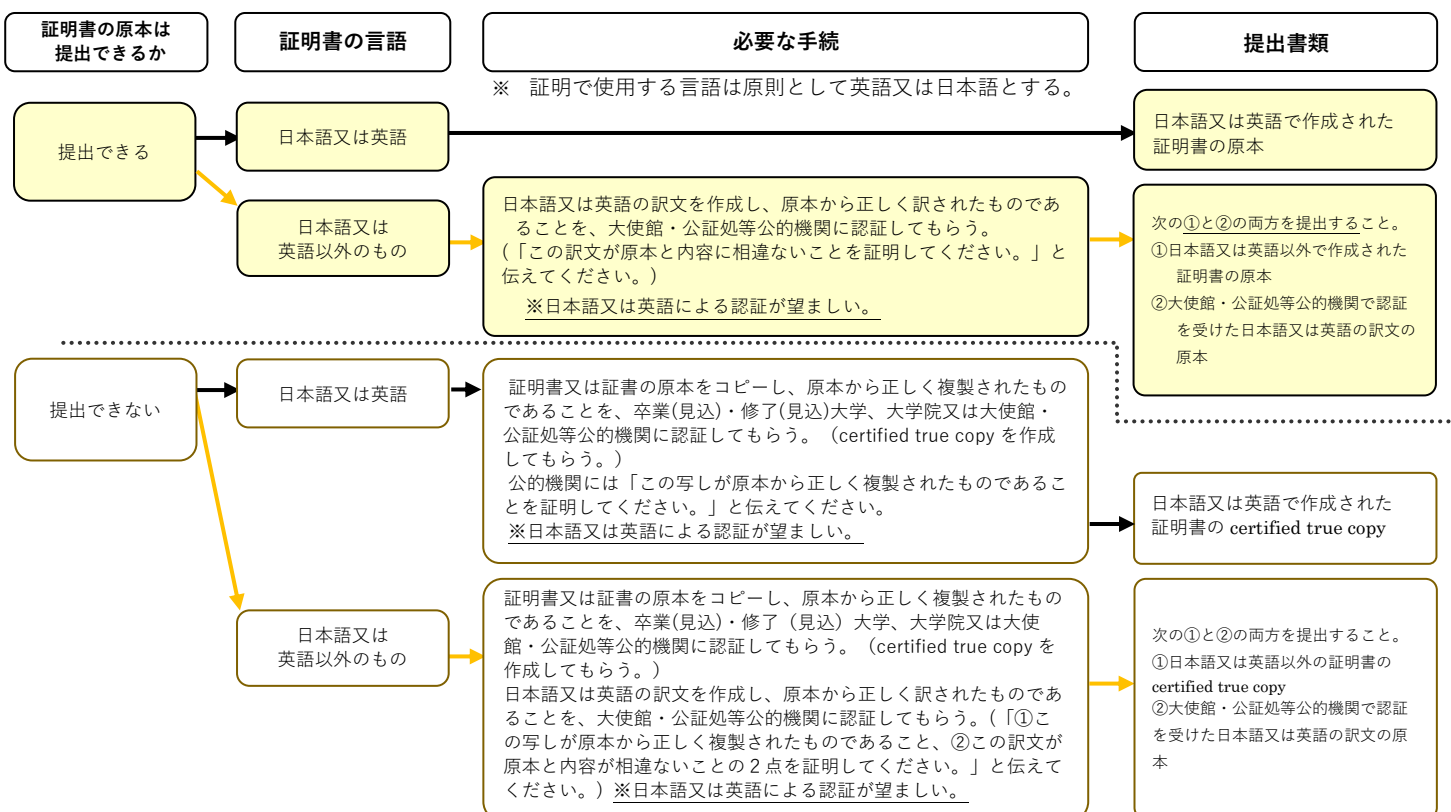 証明書の原本は
提出できるか
証明書の言語
必要な手続
提出書類
※　証明で使用する言語は原則として英語又は日本語とする。
提出できる
日本語又は英語
日本語又は英語で作成された
証明書の原本
日本語又は
英語以外のもの
日本語又は英語の訳文を作成し、原本から正しく訳されたものであ
ることを、大使館・公証処等公的機関に認証してもらう。
(「この訳文が原本と内容に相違ないことを証明してください。」と
伝えてください。)
※日本語又は英語による認証が望ましい。
次の①と②の両方を提出すること。
①日本語又は英語以外で作成された
証明書の原本
②大使館・公証処等公的機関で認証
を受けた日本語又は英語の訳文の
原本
提出できない
日本語又は英語
証明書又は証書の原本をコピーし、原本から正しく複製されたもの
であることを、卒業(見込)・修了(見込)大学、大学院又は大使館・
公証処等公的機関に認証してもらう。（certified true copy を作成
してもらう。）
公的機関には「この写しが原本から正しく複製されたものであるこ
とを証明してください。」と伝えてください。
※日本語又は英語による認証が望ましい。
日本語又は英語で作成された
証明書の certified true copy
日本語又は
英語以外のもの
証明書又は証書の原本をコピーし、原本から正しく複製されたもの
であることを、卒業(見込)・修了（見込）大学、大学院又は大使
館・公証処等公的機関に認証してもらう。（certified true copy を
作成してもらう。）
日本語又は英語の訳文を作成し、原本から正しく訳されたものであ
ることを、大使館・公証処等公的機関に認証してもらう。(「①こ
の写しが原本から正しく複製されたものであること、②この訳文が
原本と内容が相違ないことの２点を証明してください。」と伝えて
ください。）※日本語又は英語による認証が望ましい。
次の①と②の両方を提出すること。
①日本語又は英語以外の証明書の
certified true copy
②大使館・公証処等公的機関で認証
を受けた日本語又は英語の訳文の原
本